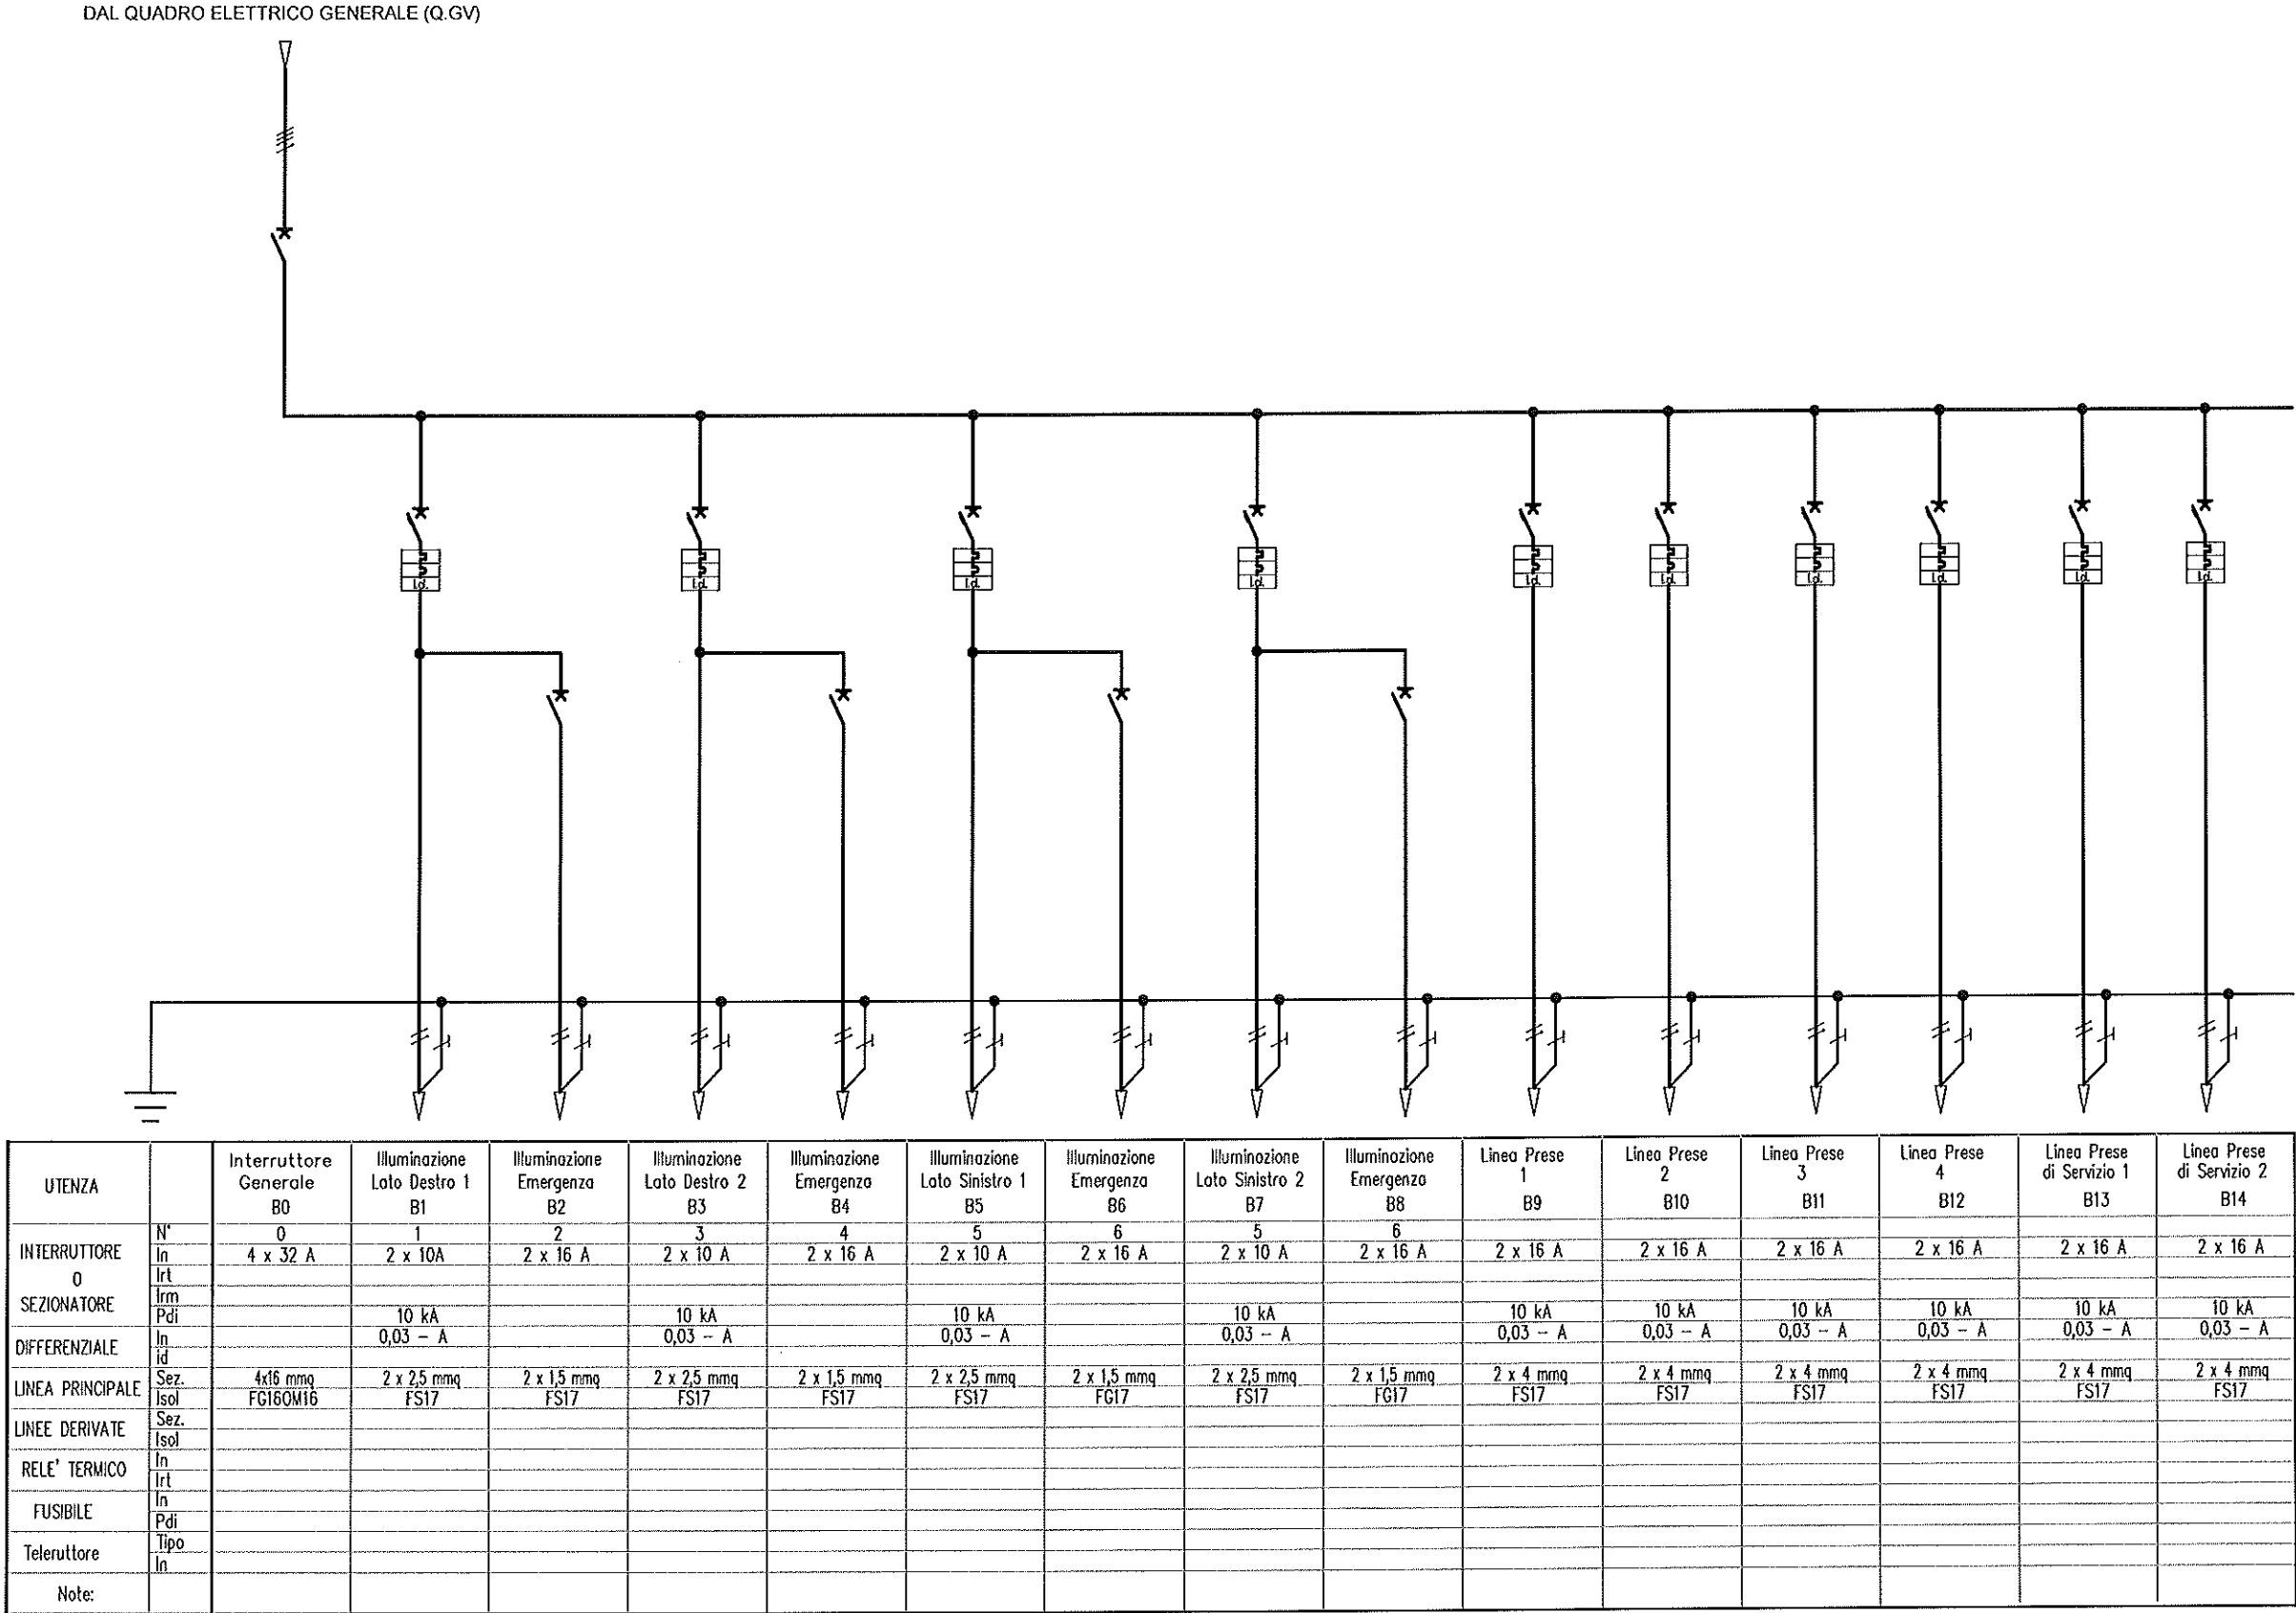 DAL QUADRO ELETTRICO GENERALE (Q.GV)
I.d. I.d. I.d. I.d. I.d. I.d. I.d. I.d. I.d. I.d.
UTENZA Interruttore Generale B0 Illuminazione Lato Destro 1 B1 Illuminazione Emergenza B2 Illuminazione Lato Destro 2 B3 Illuminazione Emergenza B4 Illuminazione Lato Sinistro 1 B5 Illuminazione Emergenza B6 Illuminazione Lato Sinistro 2 B7 Illuminazione Emergenza B8 Linea Prese 1 B9 Linea Prese 2 B10 Linea Prese 3 B11 Linea Prese 4 B12 Linea Prese di Servizio 1 B13 Linea Prese di Servizio 2 B14
INTERRUTTORE O SEZIONATORE
N° 0 1 2 3 4 5 6 5 6
In 4 x 32 A 2 x 10A 2 x 16 A 2 x 10 A 2 x 16 A 2 x 10 A 2 x 16 A 2 x 10 A 2 x 16 A 2 x 16 A 2 x 16 A 2 x 16 A 2 x 16 A 2 x 16 A 2 x 16 A
Irt
Irm
Pdi 10 kA 10 kA 10 kA 10 kA 10 kA 10 kA 10 kA 10 kA 10 kA 10 kA
DIFFERENZIALE
In 0,03 – A 0,03 – A 0,03 – A 0,03 – A 0,03 – A 0,03 – A 0,03 – A 0,03 – A 0,03 – A 0,03 – A
id
LINEA PRINCIPALE
Sez. 4x16 mmq 2 x 2,5 mmq 2 x 1,5 mmq 2 x 2,5 mmq 2 x 1,5 mmq 2 x 2,5 mmq 2 x 1,5 mmq 2 x 2,5 mmq 2 x 1,5 mmq 2 x 4 mmq 2 x 4 mmq 2 x 4 mmq 2 x 4 mmq 2 x 4 mmq 2 x 4 mmq
Isol FG16OM16 FS17 FS17 FS17 FS17 FS17 FG17 FS17 FG17 FS17 FS17 FS17 FS17 FS17 FS17
LINEE DERIVATE
Sez.
Isol
RELE' TERMICO
In
Irt
FUSIBILE
In
Pdi
Teleruttore
Tipo
In
Note: